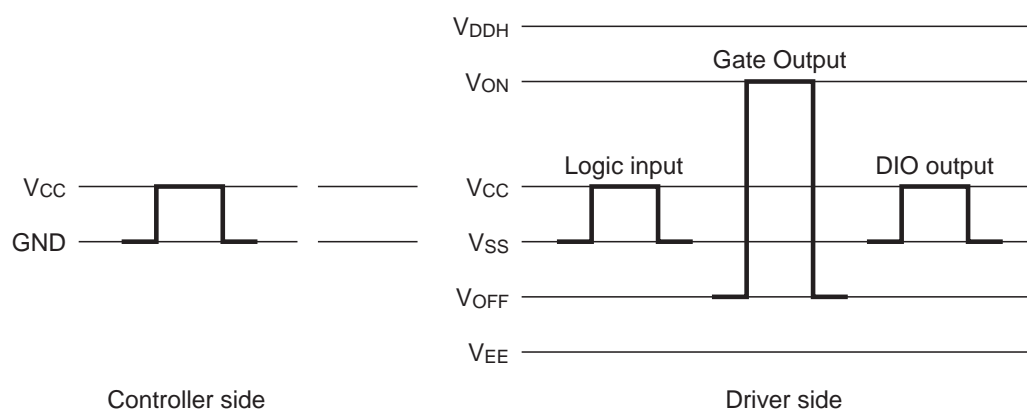 VDDH
Gate Output
VON
Logic input
DIO output
VCC
VCC
GND
VSS
VOFF
VEE
Controller side
Driver side